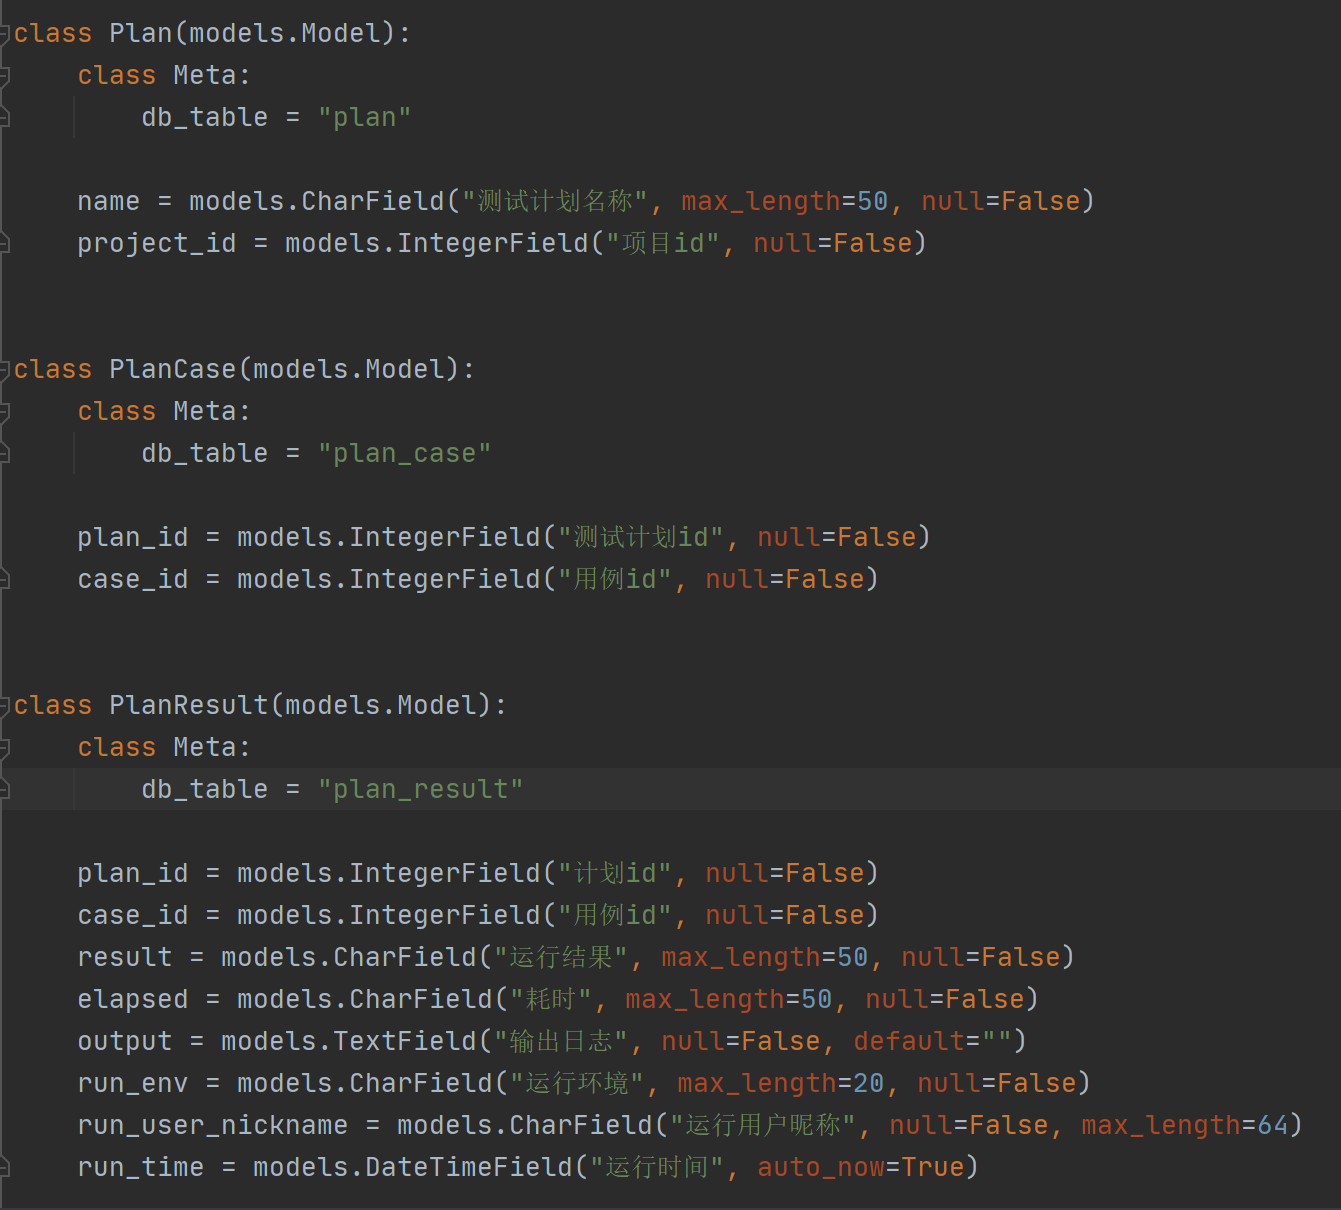 class Plan(models.Model):
    class Meta:
        db_table = "plan"

    name = models.CharField("测试计划名称", max_length=50, null=False)
    project_id = models.IntegerField("项目id", null=False)


class PlanCase(models.Model):
    class Meta:
        db_table = "plan_case"

    plan_id = models.IntegerField("测试计划id", null=False)
    case_id = models.IntegerField("用例id", null=False)


class PlanResult(models.Model):
    class Meta:
        db_table = "plan_result"

    plan_id = models.IntegerField("计划id", null=False)
    case_id = models.IntegerField("用例id", null=False)
    result = models.CharField("运行结果", max_length=50, null=False)
    elapsed = models.CharField("耗时", max_length=50, null=False)
    output = models.TextField("输出日志", null=False, default="")
    run_env = models.CharField("运行环境", max_length=20, null=False)
    run_user_nickname = models.CharField("运行用户昵称", null=False, max_length=64)
    run_time = models.DateTimeField("运行时间", auto_now=True)